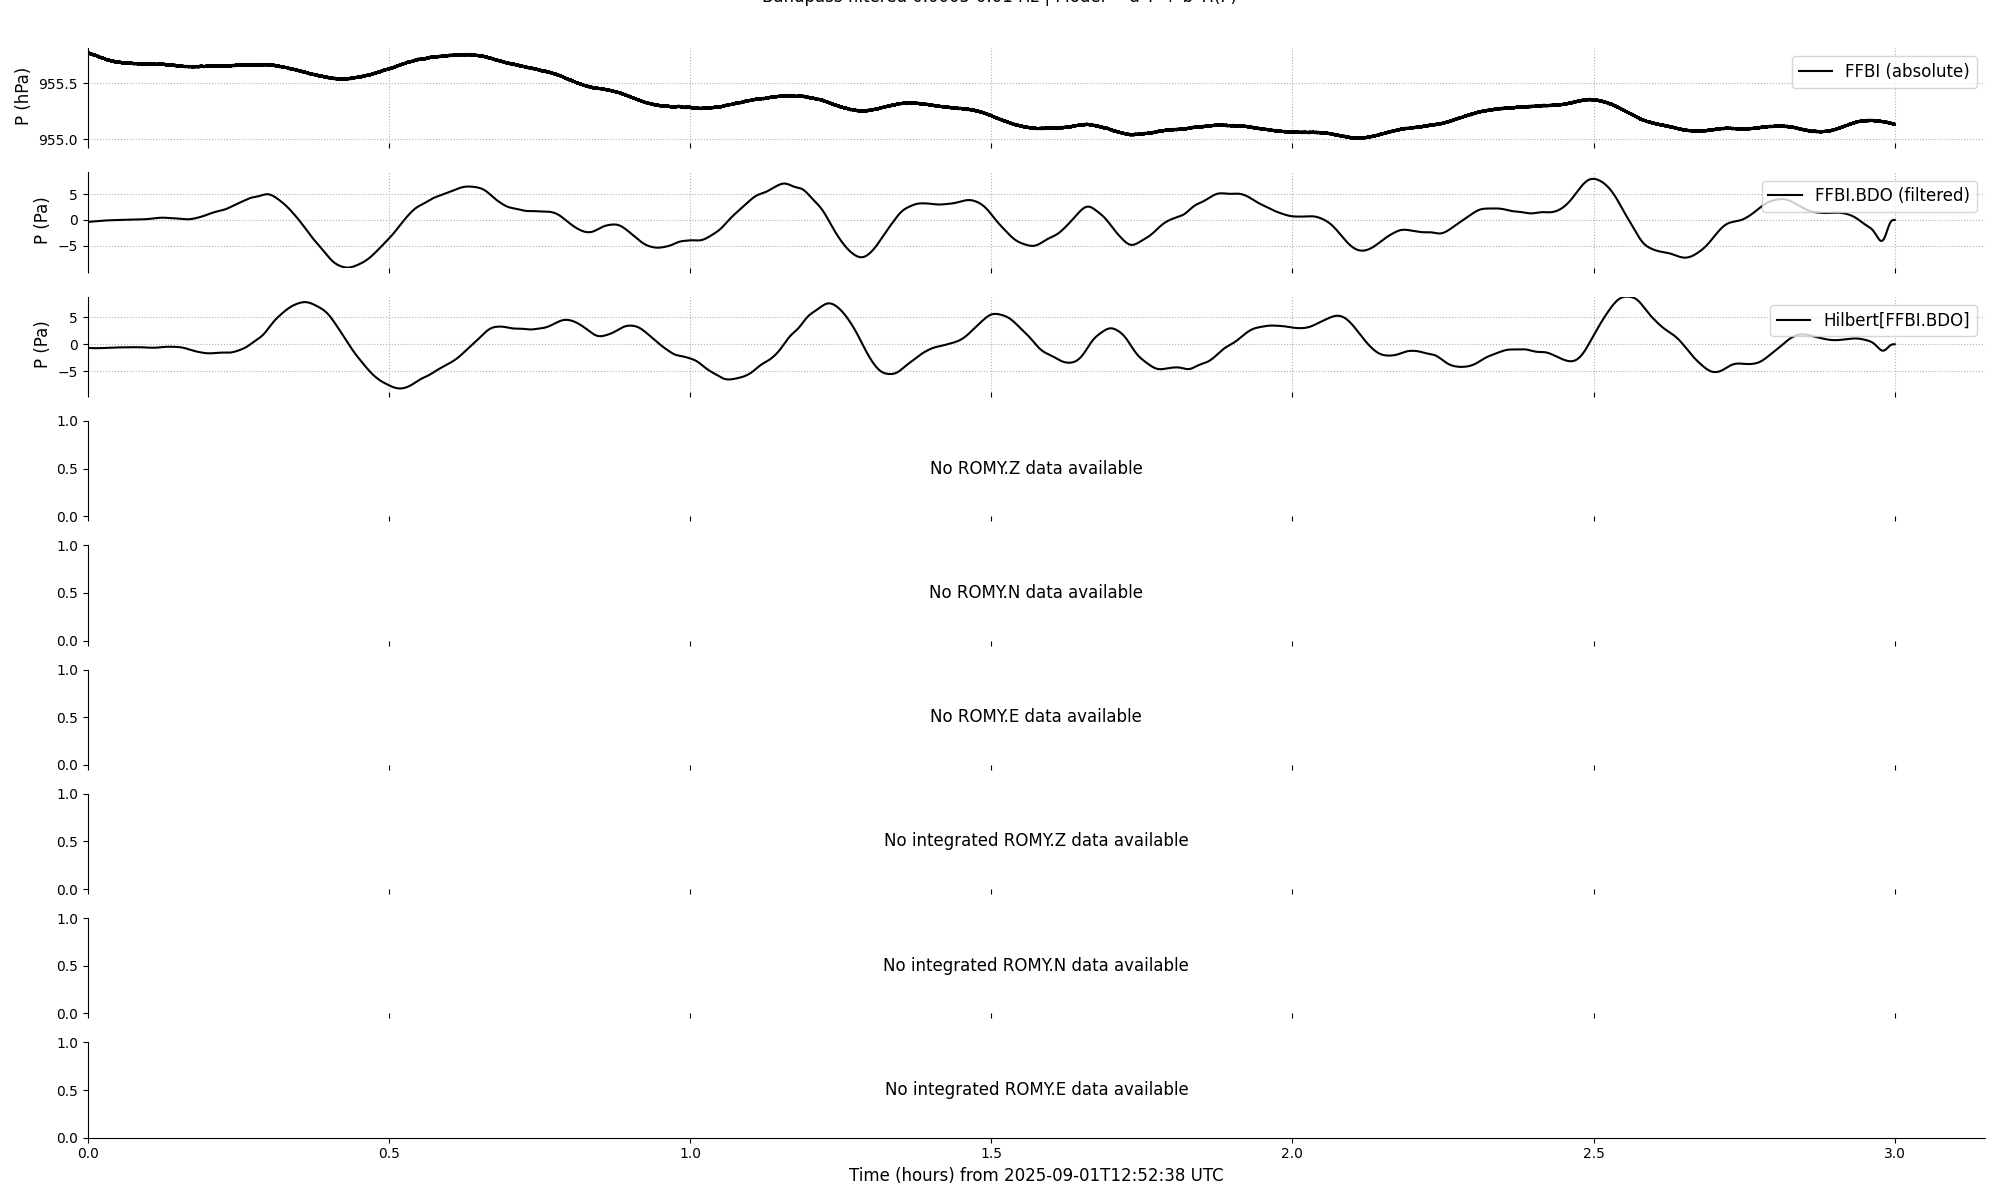 P (hPa)
955.5
955.0
FFBI (absolute)
P (Pa)
5
0
−5
FFBI.BDO (filtered)
P (Pa)
5
0
−5
Hilbert[FFBI.BDO]
1.0
0.5
0.0
No ROMY.Z data available
1.0
0.5
0.0
No ROMY.N data available
1.0
0.5
0.0
No ROMY.E data available
1.0
0.5
0.0
No integrated ROMY.Z data available
1.0
0.5
0.0
No integrated ROMY.N data available
1.0
0.5
0.0
No integrated ROMY.E data available
0.0 0.5 1.0 1.5 2.0 2.5 3.0
Time (hours) from 2025-09-01T12:52:38 UTC